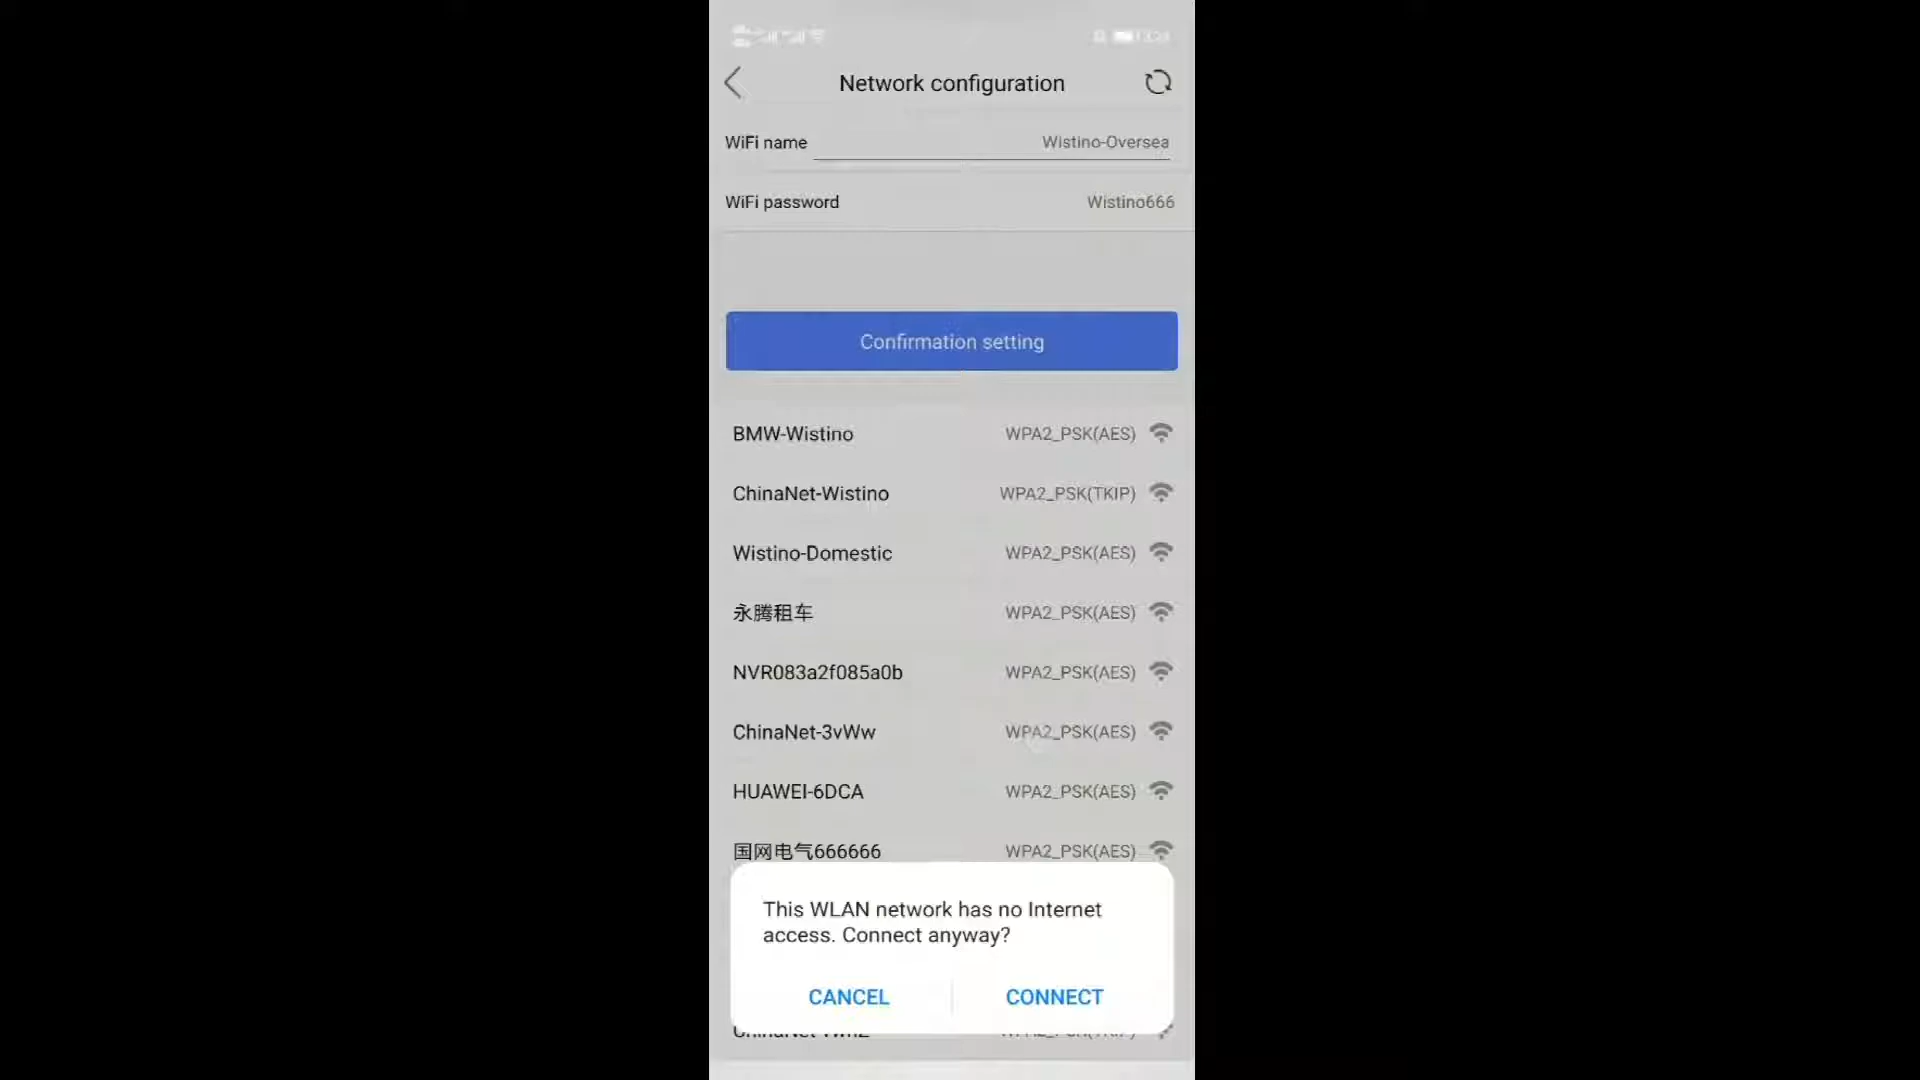 Network configuration
WiFi name Wistino-Oversea
WiFi password Wistino666
Confirmation setting
BMW-Wistino WPA2_PSK(AES)
ChinaNet-Wistino WPA2_PSK(TKIP)
Wistino-Domestic WPA2_PSK(AES)
永腾租车 WPA2_PSK(AES)
NVR083a2f085a0b WPA2_PSK(AES)
ChinaNet-3vWw WPA2_PSK(AES)
HUAWEI-6DCA WPA2_PSK(AES)
国网电气666666 WPA2_PSK(AES)
This WLAN network has no Internet
access. Connect anyway?
CANCEL CONNECT